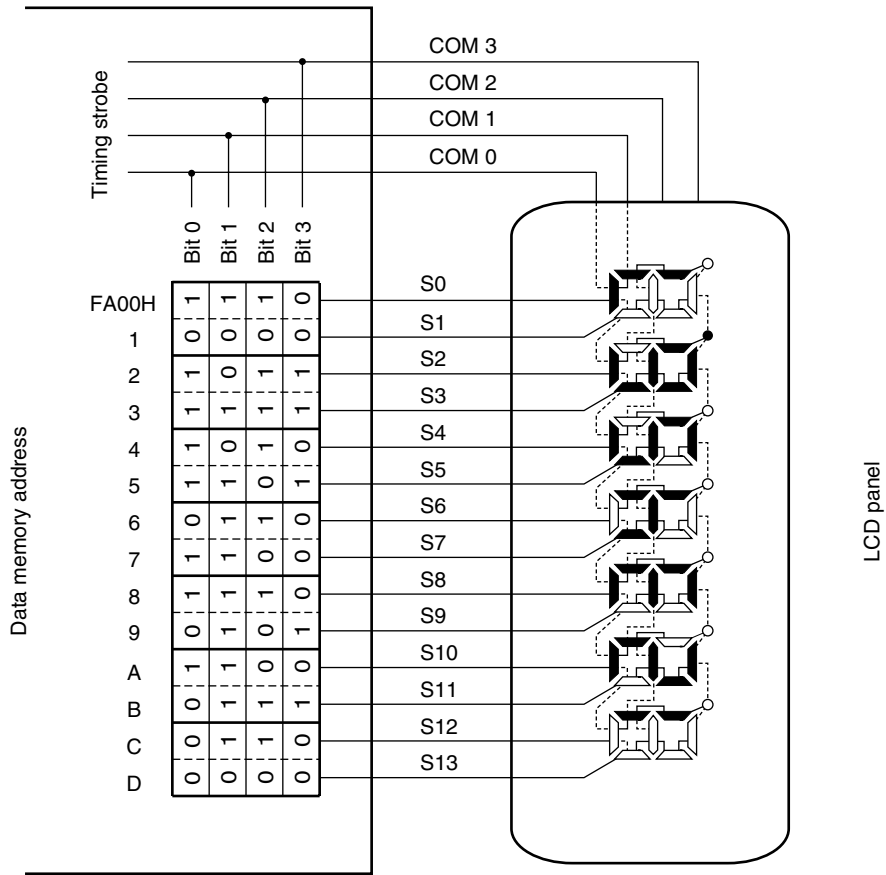 COM 3
COM 2
COM 1
COM 0
Timing strobe
Bit 0 Bit 1 Bit 2 Bit 3
Data memory address
FA00H 1 1 1 0 S0
1 0 0 0 0 S1
2 1 0 1 1 S2
3 1 1 1 1 S3
4 1 0 1 0 S4
5 1 1 0 1 S5
6 0 1 1 0 S6
7 1 1 0 0 S7
8 1 1 1 0 S8
9 0 1 0 1 S9
A 1 1 0 0 S10
B 0 1 1 1 S11
C 0 1 1 0 S12
D 0 0 0 0 S13
LCD panel